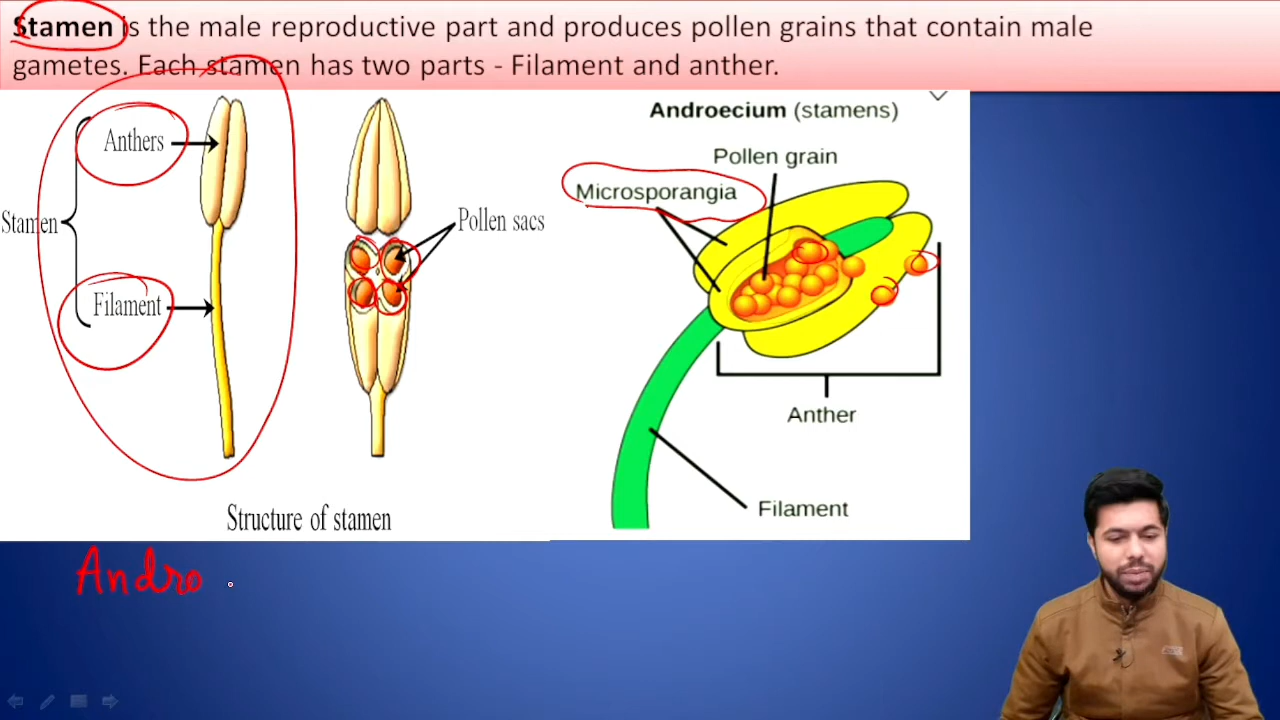 Stamen is the male reproductive part and produces pollen grains that contain male
gametes. Each stamen has two parts - Filament and anther.
Anthers
Stamen
Filament
Pollen sacs
Structure of stamen
Androecium (stamens)
Pollen grain
Microsporangia
Anther
Filament
Andro